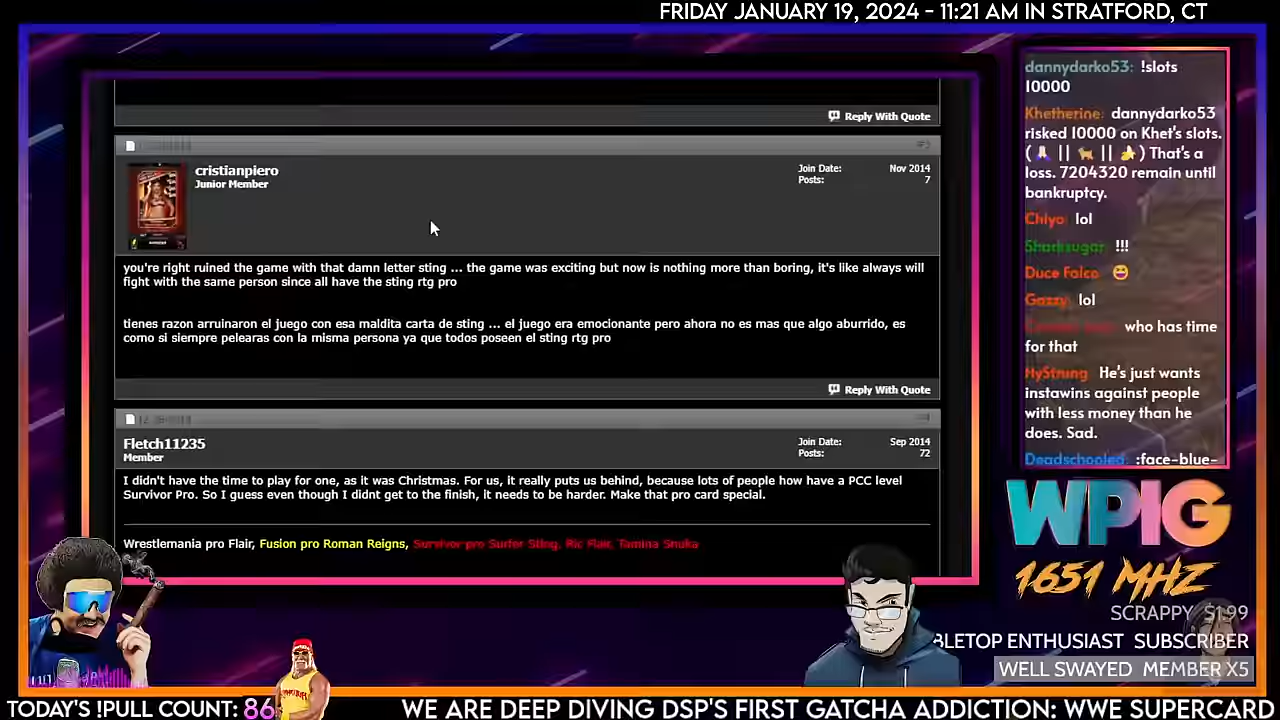 FRIDAY JANUARY 19, 2024 - 11:21 AM IN STRATFORD, CT
Reply With Quote
cristianpiero
Junior Member
Join Date: Nov 2014
Posts: 7
you're right ruined the game with that damn letter sting ... the game was exciting but now is nothing more than boring, it's like always will
fight with the same person since all have the sting rtg pro
tienes razon arruinaron el juego con esa maldita carta de sting ... el juego era emocionante pero ahora no es mas que algo aburrido, es
como si siempre pelearas con la misma persona ya que todos poseen el sting rtg pro
Reply With Quote
Fletch11235
Member
Join Date: Sep 2014
Posts: 72
I didn't have the time to play for one, as it was Christmas. For us, it really puts us behind, because lots of people how have a PCC level
Survivor Pro. So I guess even though I didnt get to the finish, it needs to be harder. Make that pro card special.
Wrestlemania pro Flair, Fusion pro Roman Reigns, Survivor pro Surfer Sting, Ric Flair, Tamina Snuka
dannydarko53: !slots
10000
Khetherine: dannydarko53
risked 10000 on Khet's slots.
( || || ) That's a
loss. 7204320 remain until
bankruptcy.
Chiyo: lol
Sharksugar: !!!
Duce Falco:
Gazzy: lol
who has time
for that
MyStrung: He's just wants
instawins against people
with less money than he
does. Sad.
Deadschooled: :face-blue-
WPIG
1651 MHZ
SCRAPPY $1.99
BLETOP ENTHUSIAST SUBSCRIBER
WELL SWAYED MEMBER X5
TODAY'S !PULL COUNT: 86
WE ARE DEEP DIVING DSP'S FIRST GATCHA ADDICTION: WWE SUPERCARD